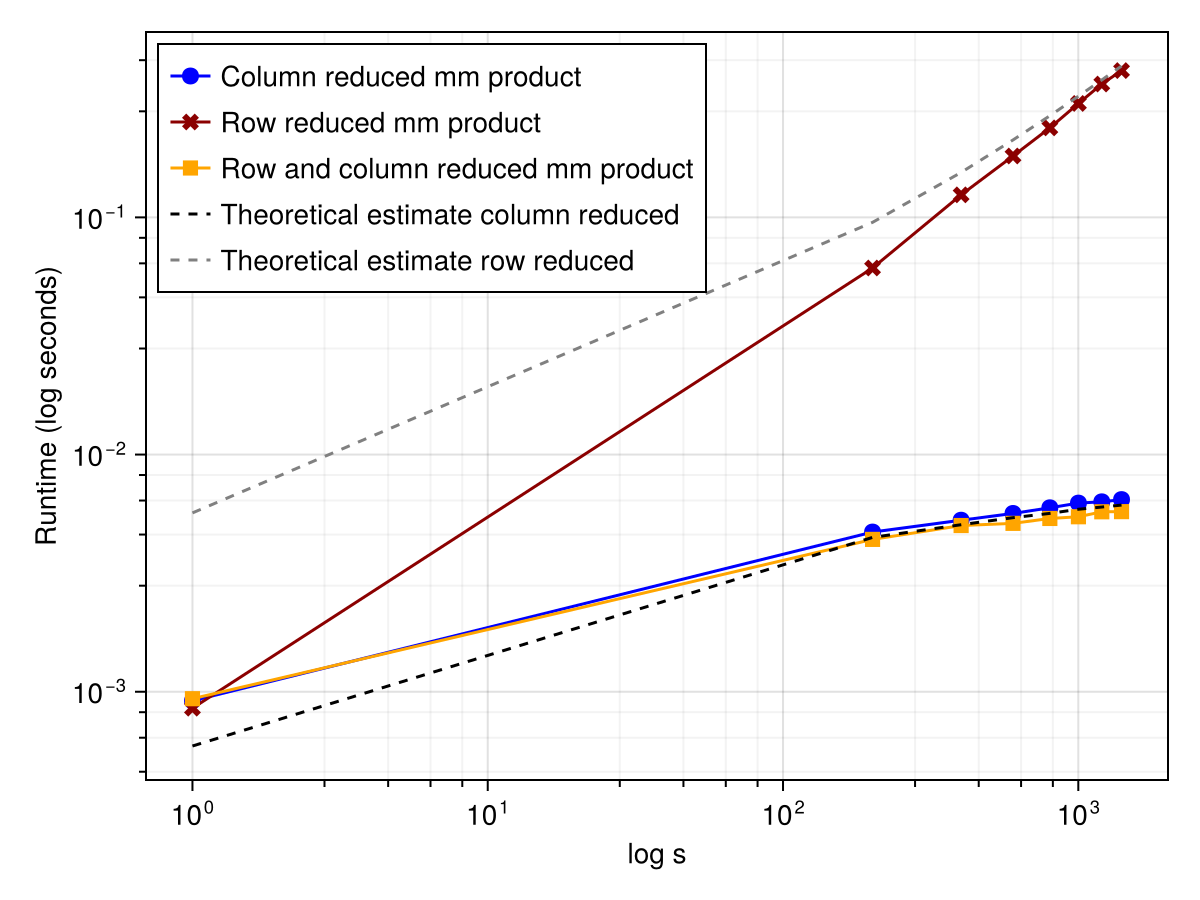 Column reduced mm product
Row reduced mm product
Row and column reduced mm product
Theoretical estimate column reduced
Theoretical estimate row reduced
Runtime (log seconds)
10⁻¹
10⁻²
10⁻³
10⁰ 10¹ 10² 10³
log s